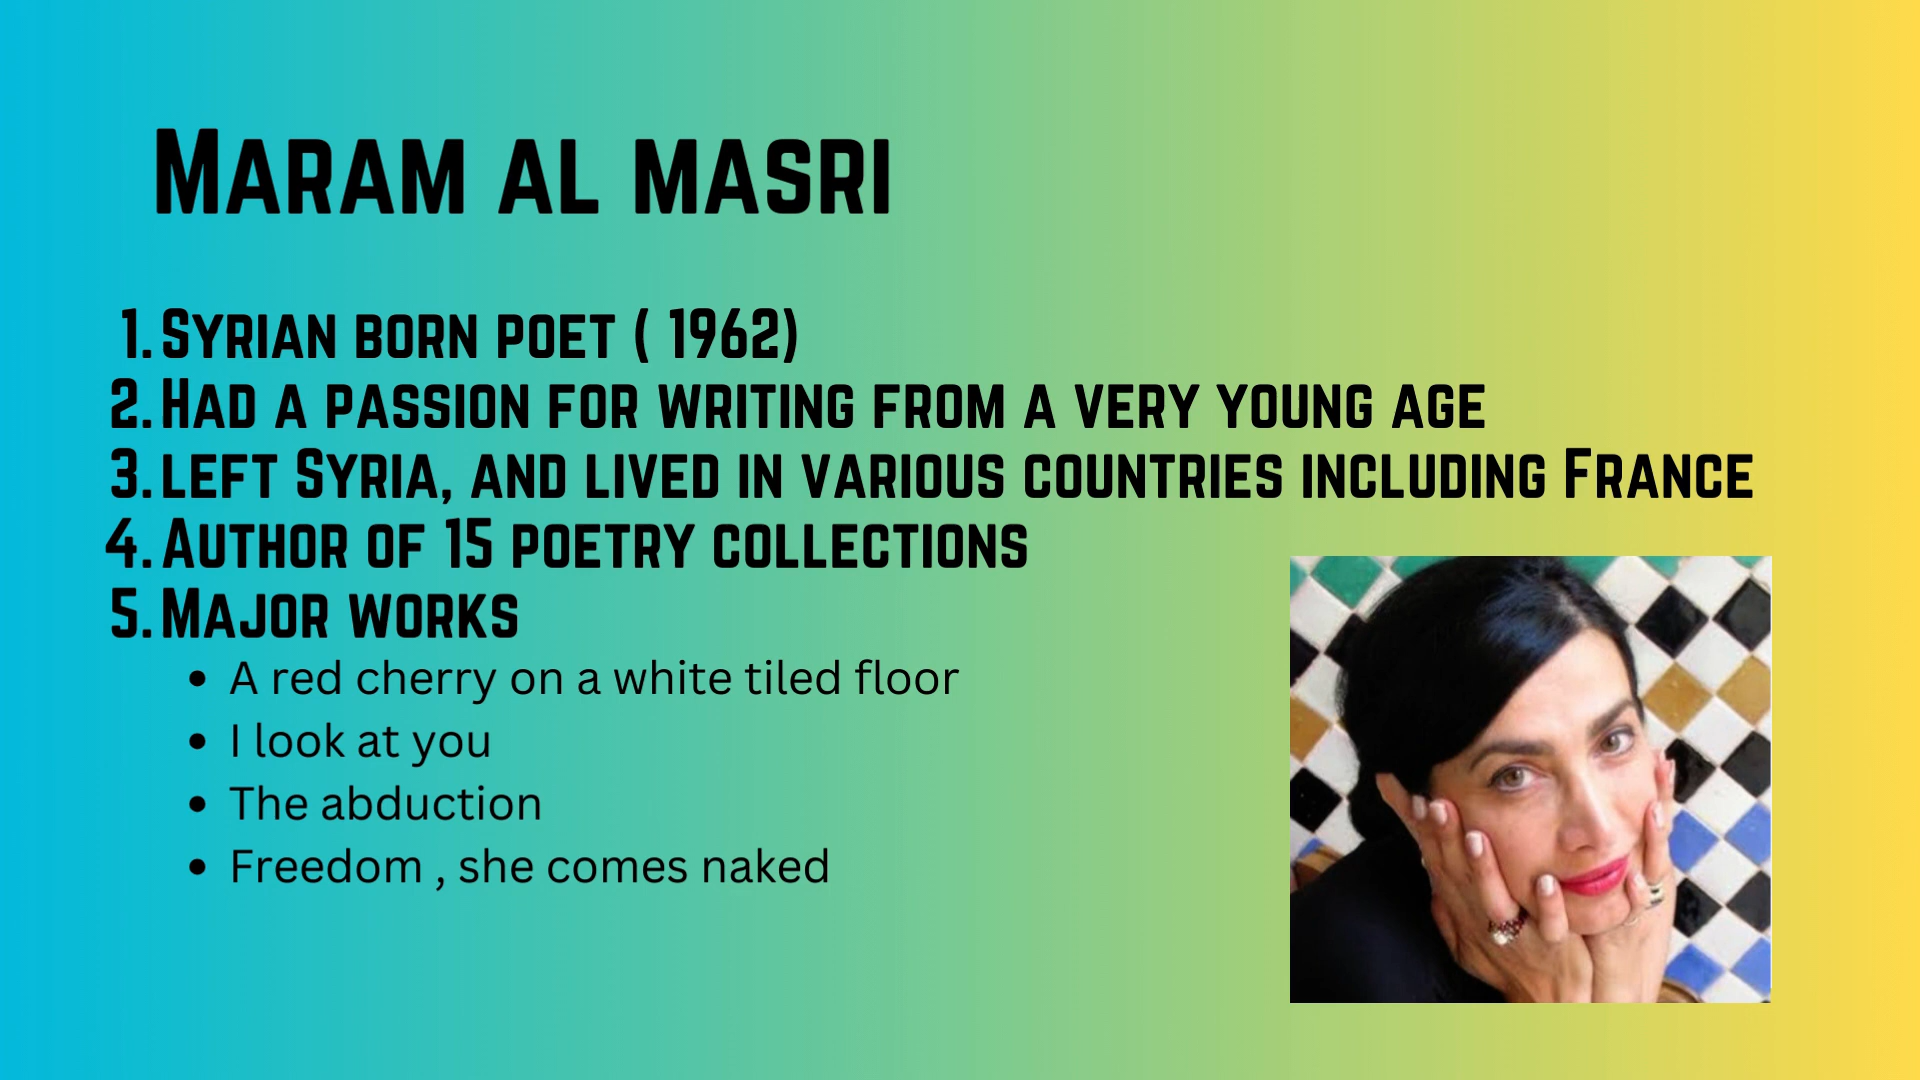 Maram al masri
1. Syrian born poet ( 1962)
2. Had a passion for writing from a very young age
3. left Syria, and lived in various countries including France
4. Author of 15 poetry collections
5. Major works
• A red cherry on a white tiled floor
• I look at you
• The abduction
• Freedom , she comes naked